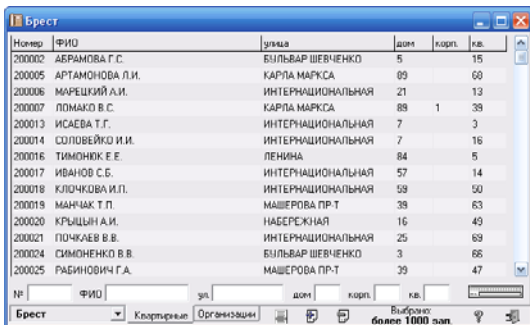 Брест
Номер ФИО улица дом корп. кв.
200002 АБРАМОВА Г.С. БУЛЬВАР ШЕВЧЕНКО 5 15
200005 АРТАМОНОВА Л.И. КАРЛА МАРКСА 89 68
200006 МАРЕЦКИЙ А.И. ИНТЕРНАЦИОНАЛЬНАЯ 21 13
200007 ЛОМАКО В.С. КАРЛА МАРКСА 89 1 39
200013 ИСАЕВА Т.Г. ИНТЕРНАЦИОНАЛЬНАЯ 7 3
200014 СОЛОВЕЙКО И.И. ИНТЕРНАЦИОНАЛЬНАЯ 7 16
200016 ТИМОНЮК Е.Е. ЛЕНИНА 84 5
200017 ИВАНОВ С.Б. ИНТЕРНАЦИОНАЛЬНАЯ 57 14
200018 КЛОЧКОВА И.П. ИНТЕРНАЦИОНАЛЬНАЯ 59 50
200019 МАНЧАК Т.П. МАШЕРОВА ПР-Т 39 63
200020 КРЫЦЫН А.И. НАБЕРЕЖНАЯ 16 49
200021 ПОЧКАЕВ В.В. ИНТЕРНАЦИОНАЛЬНАЯ 25 69
200024 СИМОНЕНКО В.В. БУЛЬВАР ШЕВЧЕНКО 3 66
200025 РАБИНОВИЧ Г.А. МАШЕРОВА ПР-Т 39 47
№ ФИО ул. дом корп. кв.
Брест Квартирные Организации Выбрано:
более 1000 зап.